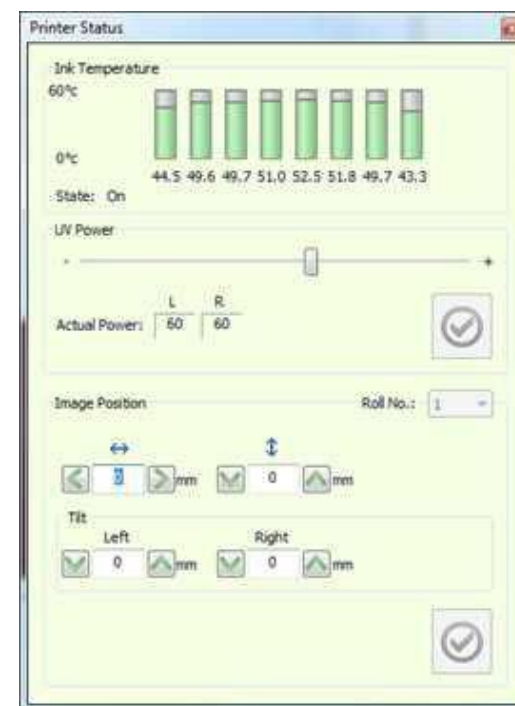 Printer Status
Ink Temperature
60°c
0°c
44.5 49.6 49.7 51.0 52.5 51.8 49.7 43.3
State: On
UV Power
- +
L R
Actual Power: 60 60
Image Position Roll No.: 1
0 mm 0 mm
Tilt
Left Right
0 mm 0 mm